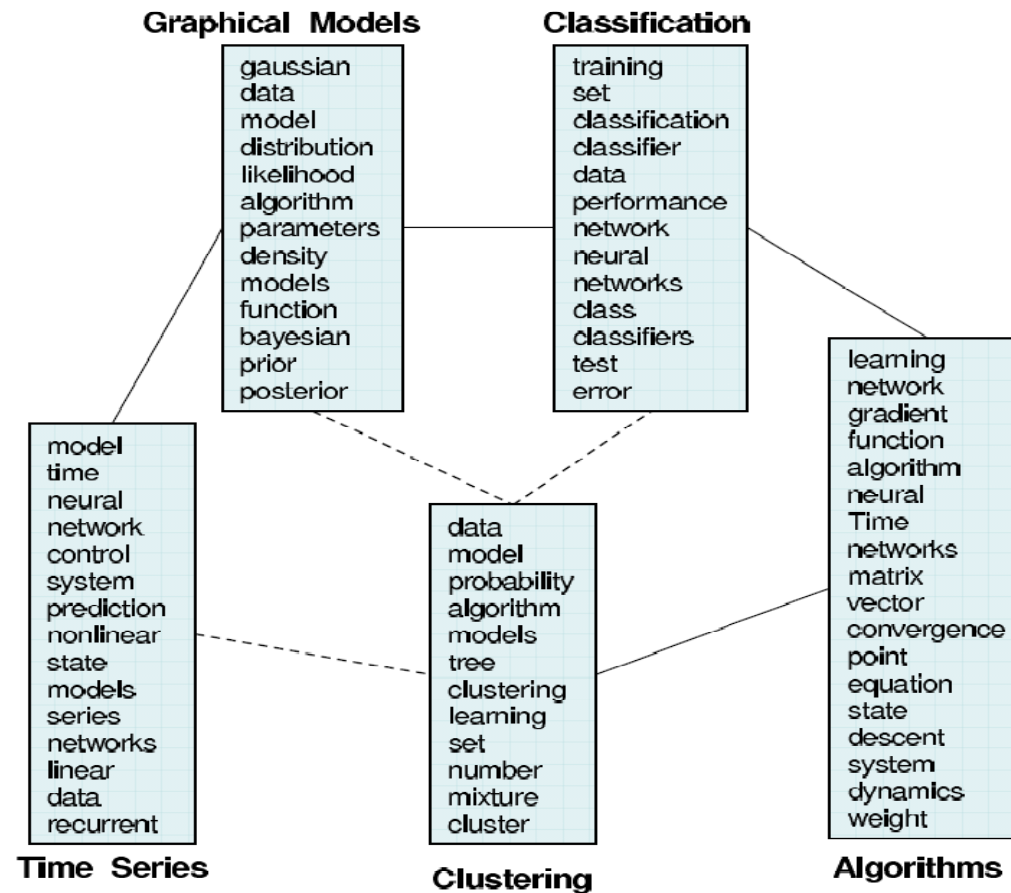 Graphical Models
gaussian
data
model
distribution
likelihood
algorithm
parameters
density
models
function
bayesian
prior
posterior
Classification
training
set
classification
classifier
data
performance
network
neural
networks
class
classifiers
test
error
learning
network
gradient
function
algorithm
neural
Time
networks
matrix
vector
convergence
point
equation
state
descent
system
dynamics
weight
Algorithms
model
time
neural
network
control
system
prediction
nonlinear
state
models
series
networks
linear
data
recurrent
Time Series
data
model
probability
algorithm
models
tree
clustering
learning
set
number
mixture
cluster
Clustering